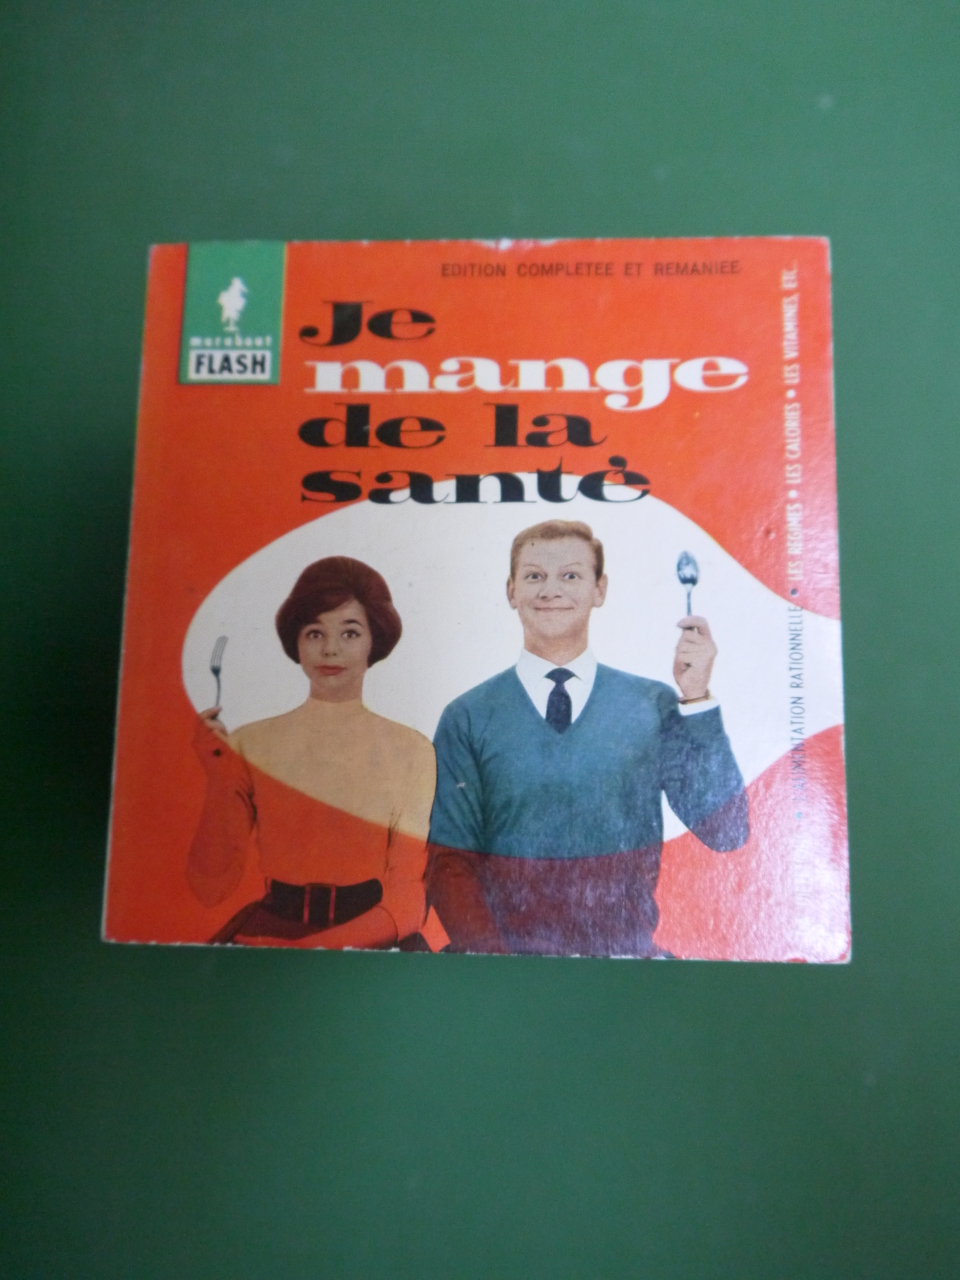 EDITION COMPLETEE ET REMANIEE
marabout
FLASH
Je
mange
de la
santé
L'ALIMENTATION RATIONNELLE • LES REGIMES • LES CALORIES • LES VITAMINES, ETC.